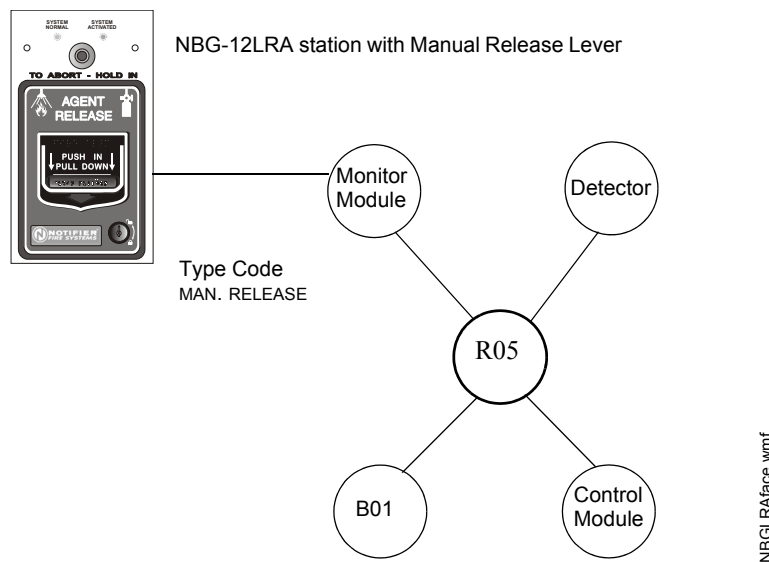 SYSTEM NORMAL
SYSTEM ACTIVATED
TO ABORT - HOLD IN
AGENT
RELEASE
PUSH IN
PULL DOWN
NOTIFIER
FIRE SYSTEMS
NBG-12LRA station with Manual Release Lever
Monitor
Module
Detector
Type Code
MAN. RELEASE
R05
B01
Control
Module
NBGLRAface.wmf